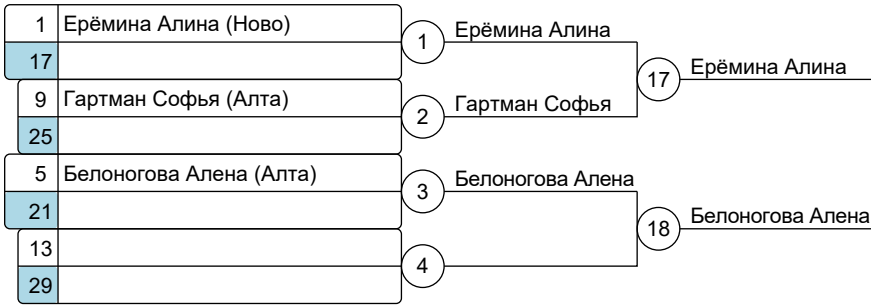 1 Ерёмина Алина (Ново)
17
9 Гартман Софья (Алта)
25
5 Белоногова Алена (Алта)
21
13
29
1 Ерёмина Алина
2 Гартман Софья
3 Белоногова Алена
4
17 Ерёмина Алина
18 Белоногова Алена